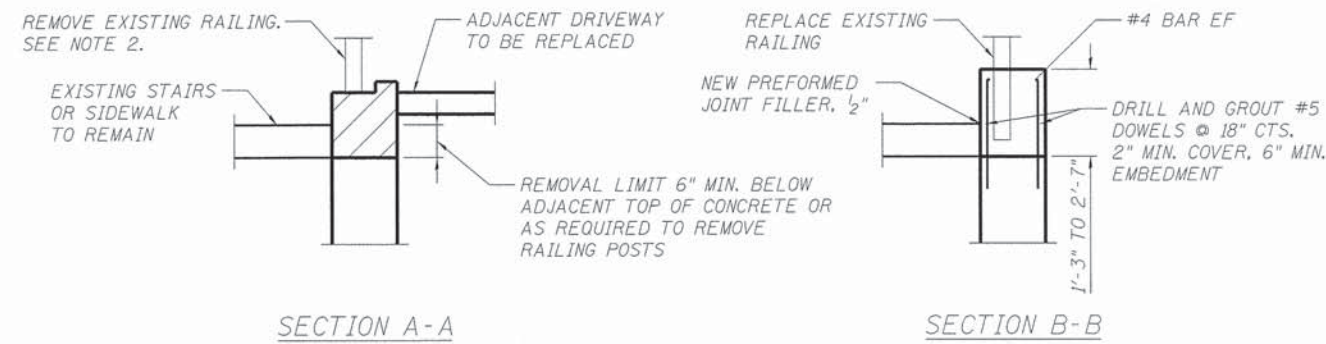 REMOVE EXISTING RAILING.
SEE NOTE 2.
ADJACENT DRIVEWAY
TO BE REPLACED
EXISTING STAIRS
OR SIDEWALK
TO REMAIN
REMOVAL LIMIT 6" MIN. BELOW
ADJACENT TOP OF CONCRETE OR
AS REQUIRED TO REMOVE
RAILING POSTS
SECTION A-A
REPLACE EXISTING
RAILING
#4 BAR EF
NEW PREFORMED
JOINT FILLER, 1/2"
DRILL AND GROUT #5
DOWELS @ 18" CTS.
2" MIN. COVER, 6" MIN.
EMBEDMENT
1'-3" TO 2'-7"
SECTION B-B